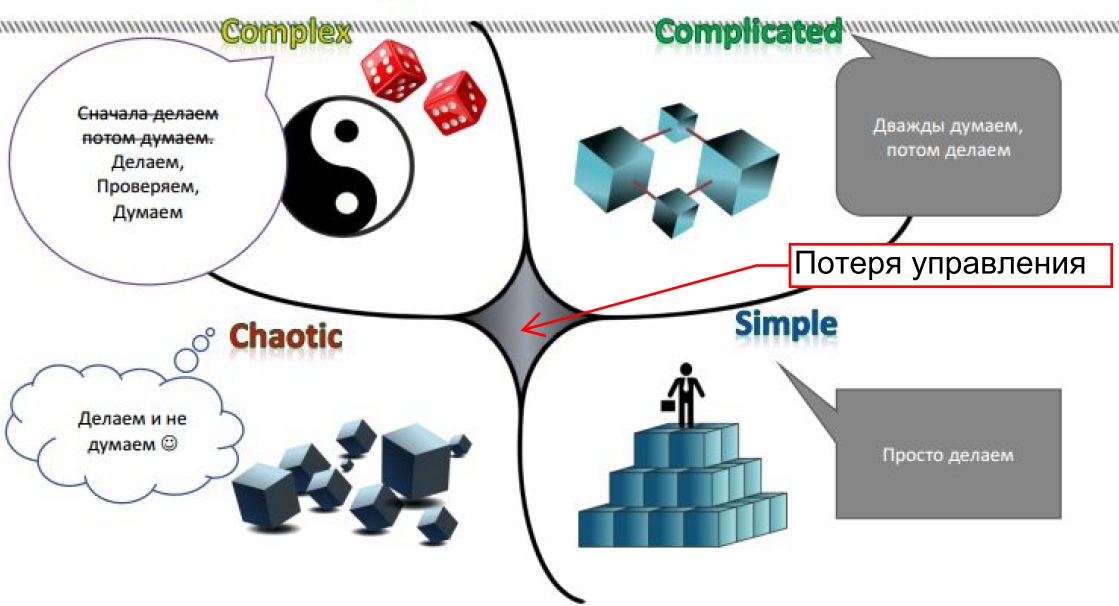 Complex
Сначала делаем
потом думаем.
Делаем,
Проверяем,
Думаем
Complicated
Дважды думаем,
потом делаем
Потеря управления
Chaotic
Делаем и не
думаем ☺
Simple
Просто делаем